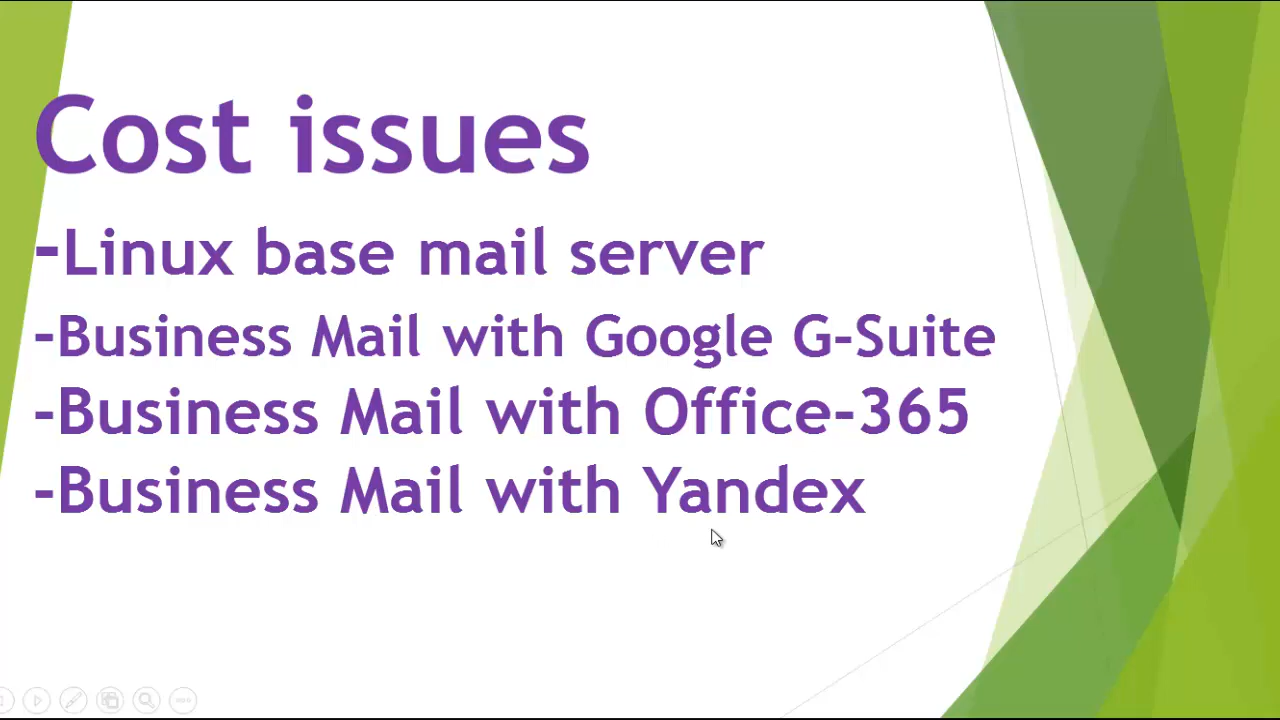 Cost issues
-Linux base mail server
-Business Mail with Google G-Suite
-Business Mail with Office-365
-Business Mail with Yandex